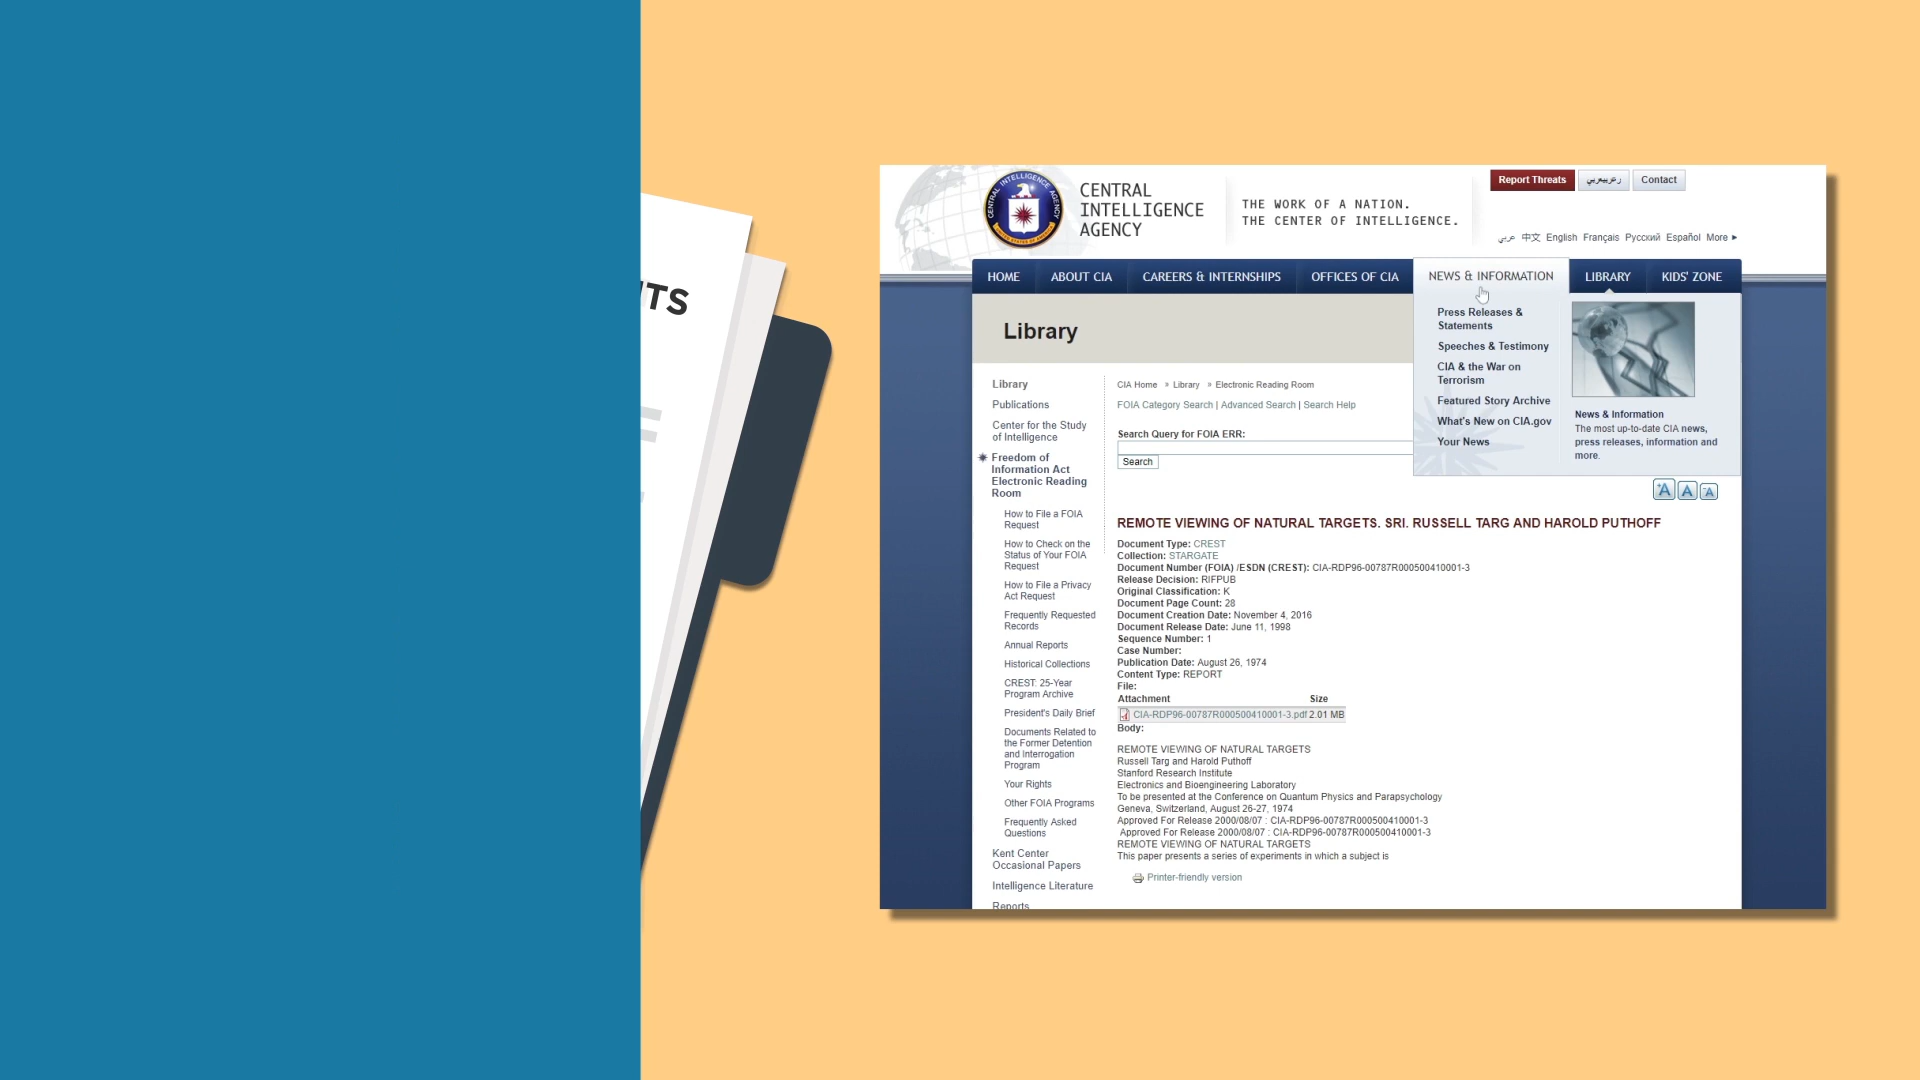 TS
CENTRAL INTELLIGENCE AGENCY
UNITED STATES OF AMERICA
CENTRAL
INTELLIGENCE
AGENCY
THE WORK OF A NATION.
THE CENTER OF INTELLIGENCE.
Report Threats
Contact
عربي 中文 English Français Русский Español More ►
HOME ABOUT CIA CAREERS & INTERNSHIPS OFFICES OF CIA NEWS & INFORMATION LIBRARY KIDS' ZONE
Press Releases &
Statements
Speeches & Testimony
CIA & the War on
Terrorism
Featured Story Archive
What's New on CIA.gov
Your News
News & Information
The most up-to-date CIA news,
press releases, information and
more.
Library
Library
Publications
Center for the Study
of Intelligence
Freedom of
Information Act
Electronic Reading
Room
How to File a FOIA
Request
How to Check on the
Status of Your FOIA
Request
How to File a Privacy
Act Request
Frequently Requested
Records
Annual Reports
Historical Collections
CREST: 25-Year
Program Archive
President's Daily Brief
Documents Related to
the Former Detention
and Interrogation
Program
Your Rights
Other FOIA Programs
Frequently Asked
Questions
Kent Center
Occasional Papers
Intelligence Literature
Reports
CIA Home » Library » Electronic Reading Room
FOIA Category Search | Advanced Search | Search Help
Search Query for FOIA ERR:
Search
+A A -A
REMOTE VIEWING OF NATURAL TARGETS. SRI. RUSSELL TARG AND HAROLD PUTHOFF
Document Type: CREST
Collection: STARGATE
Document Number (FOIA) /ESDN (CREST): CIA-RDP96-00787R000500410001-3
Release Decision: RIFPUB
Original Classification: K
Document Page Count: 28
Document Creation Date: November 4, 2016
Document Release Date: June 11, 1998
Sequence Number: 1
Case Number:
Publication Date: August 26, 1974
Content Type: REPORT
File:
Attachment Size
CIA-RDP96-00787R000500410001-3.pdf 2.01 MB
Body:
REMOTE VIEWING OF NATURAL TARGETS
Russell Targ and Harold Puthoff
Stanford Research Institute
Electronics and Bioengineering Laboratory
To be presented at the Conference on Quantum Physics and Parapsychology
Geneva, Switzerland, August 26-27, 1974
Approved For Release 2000/08/07 : CIA-RDP96-00787R000500410001-3
Approved For Release 2000/08/07 : CIA-RDP96-00787R000500410001-3
REMOTE VIEWING OF NATURAL TARGETS
This paper presents a series of experiments in which a subject is
Printer-friendly version